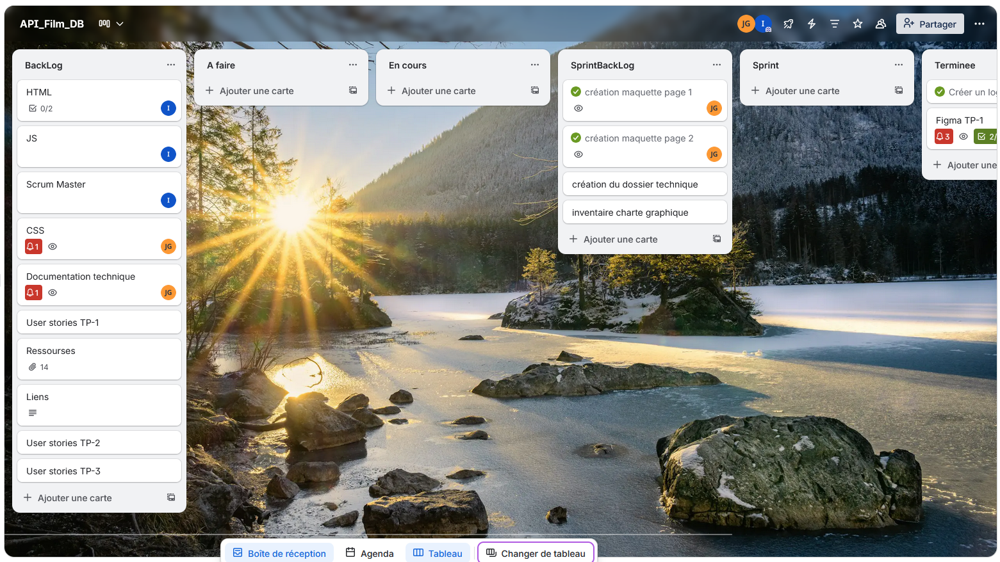 API_Film_DB
JG
I
Partager
BackLog
HTML
0/2
I
JS
I
Scrum Master
I
CSS
1
JG
Documentation technique
1
JG
User stories TP-1
Ressourses
14
Liens
User stories TP-2
User stories TP-3
Ajouter une carte
A faire
Ajouter une carte
En cours
Ajouter une carte
SprintBackLog
création maquette page 1
JG
création maquette page 2
JG
création du dossier technique
inventaire charte graphique
Ajouter une carte
Sprint
Ajouter une carte
Terminee
Créer un
Figma TP-1
3
2/
Ajouter une
Boîte de réception
Agenda
Tableau
Changer de tableau